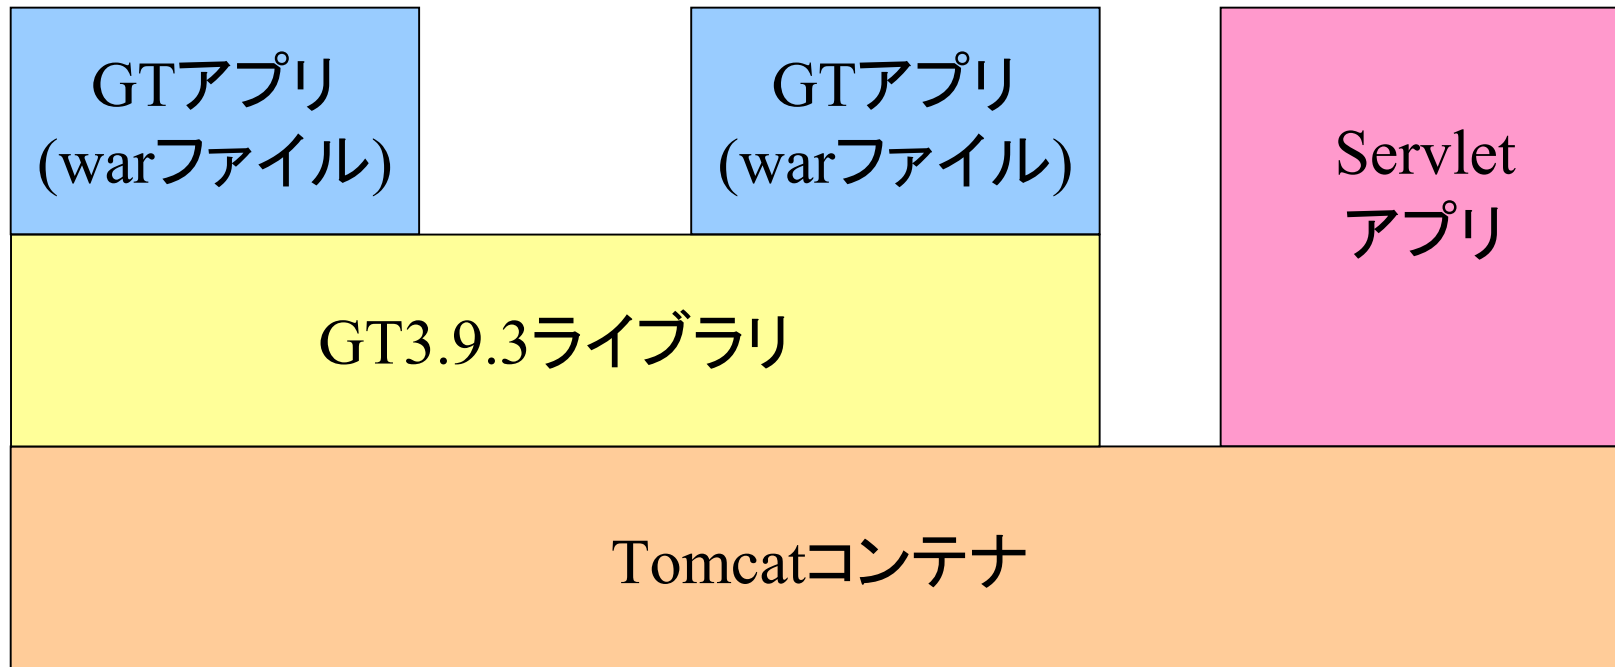 GTアプリ
(warファイル)
GTアプリ
(warファイル)
Servlet
アプリ
GT3.9.3ライブラリ
Tomcatコンテナ